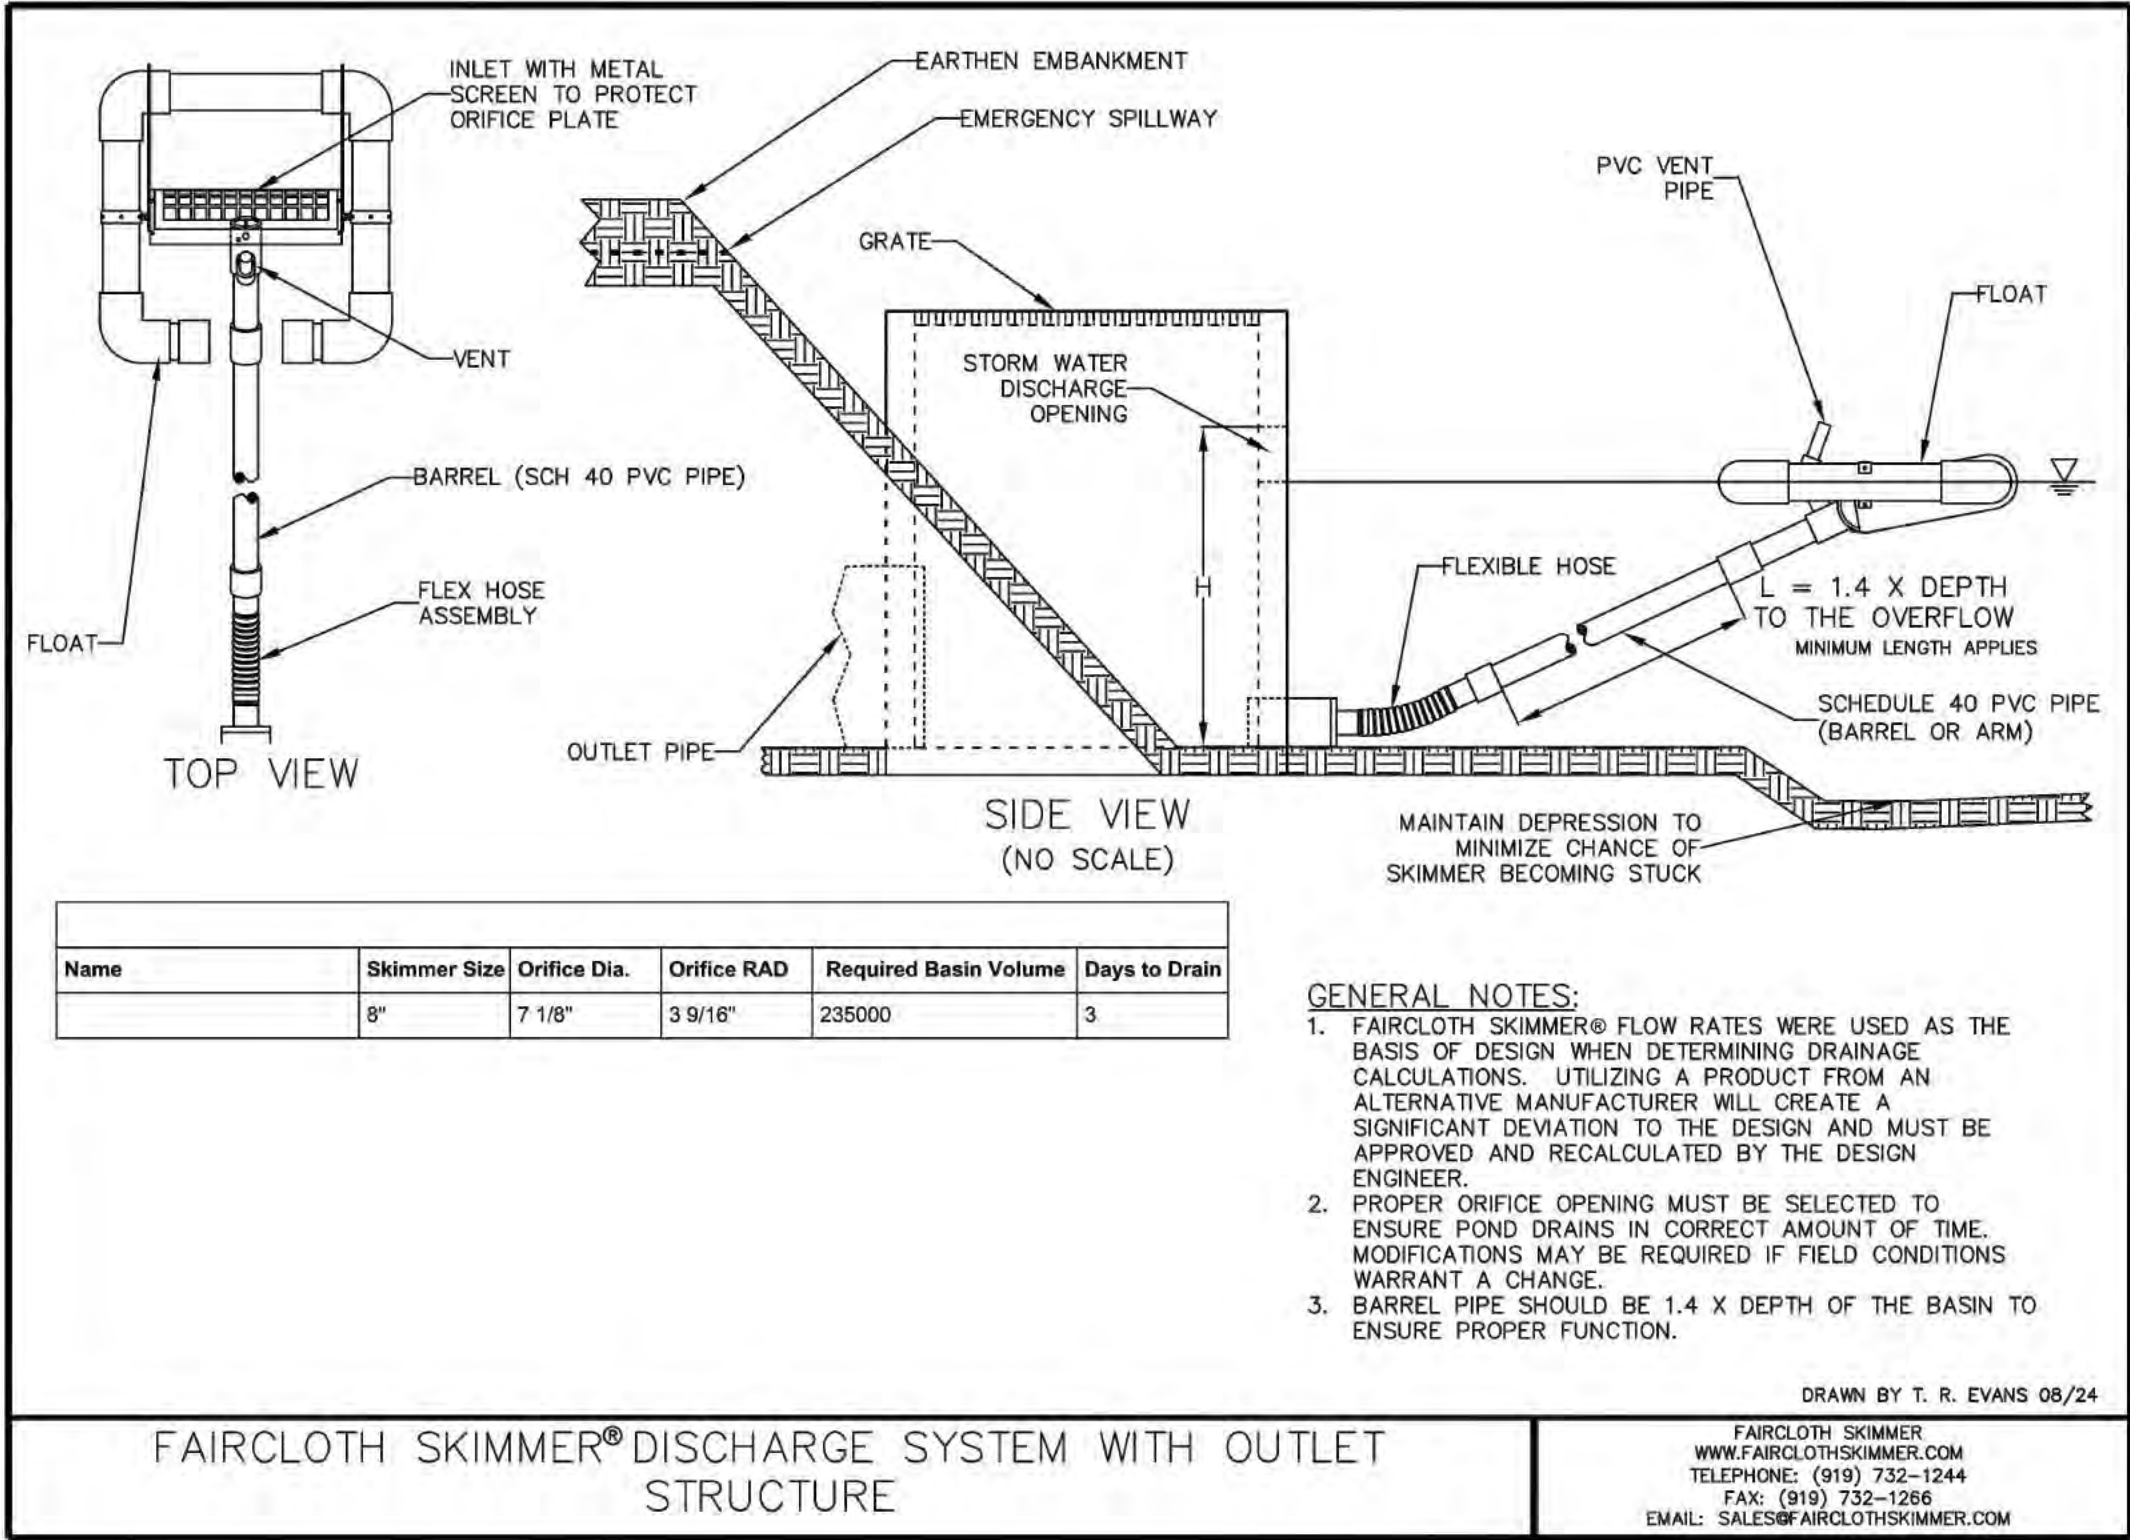 INLET WITH METAL
SCREEN TO PROTECT
ORIFICE PLATE
VENT
BARREL (SCH 40 PVC PIPE)
FLEX HOSE
ASSEMBLY
FLOAT
TOP VIEW
EARTHEN EMBANKMENT
EMERGENCY SPILLWAY
GRATE
STORM WATER
DISCHARGE
OPENING
H
OUTLET PIPE
PVC VENT
PIPE
FLOAT
FLEXIBLE HOSE
L = 1.4 X DEPTH
TO THE OVERFLOW
MINIMUM LENGTH APPLIES
SCHEDULE 40 PVC PIPE
(BARREL OR ARM)
SIDE VIEW
(NO SCALE)
MAINTAIN DEPRESSION TO
MINIMIZE CHANCE OF
SKIMMER BECOMING STUCK
Name Skimmer Size Orifice Dia. Orifice RAD Required Basin Volume Days to Drain
8" 7 1/8" 3 9/16" 235000 3
GENERAL NOTES:
1. FAIRCLOTH SKIMMER® FLOW RATES WERE USED AS THE
BASIS OF DESIGN WHEN DETERMINING DRAINAGE
CALCULATIONS. UTILIZING A PRODUCT FROM AN
ALTERNATIVE MANUFACTURER WILL CREATE A
SIGNIFICANT DEVIATION TO THE DESIGN AND MUST BE
APPROVED AND RECALCULATED BY THE DESIGN
ENGINEER.
2. PROPER ORIFICE OPENING MUST BE SELECTED TO
ENSURE POND DRAINS IN CORRECT AMOUNT OF TIME.
MODIFICATIONS MAY BE REQUIRED IF FIELD CONDITIONS
WARRANT A CHANGE.
3. BARREL PIPE SHOULD BE 1.4 X DEPTH OF THE BASIN TO
ENSURE PROPER FUNCTION.
DRAWN BY T. R. EVANS 08/24
FAIRCLOTH SKIMMER® DISCHARGE SYSTEM WITH OUTLET
STRUCTURE
FAIRCLOTH SKIMMER
WWW.FAIRCLOTHSKIMMER.COM
TELEPHONE: (919) 732-1244
FAX: (919) 732-1266
EMAIL: SALES@FAIRCLOTHSKIMMER.COM